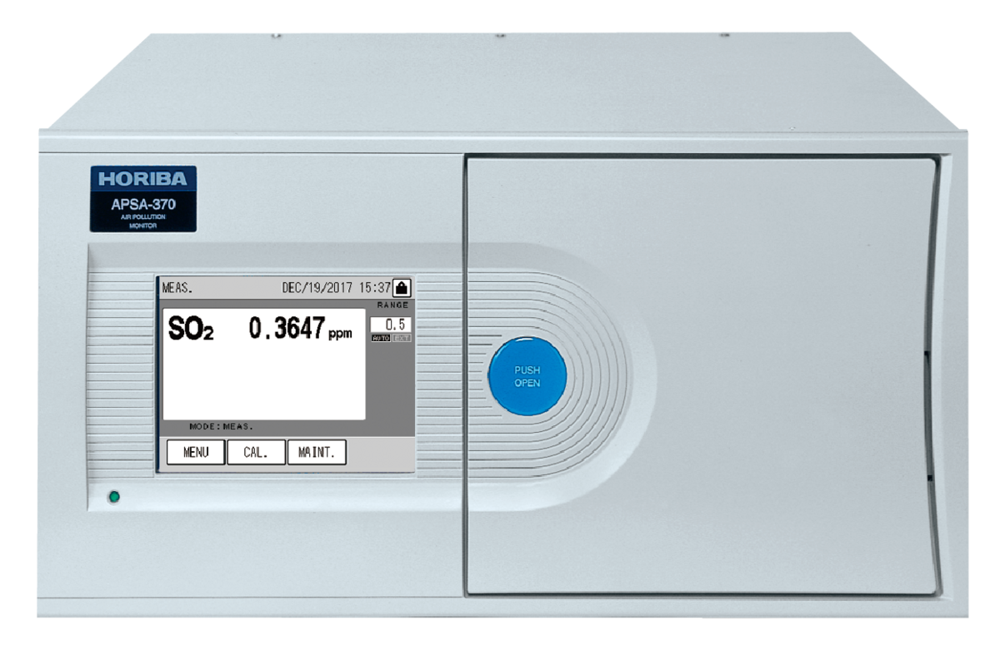 HORIBA
APSA-370
AIR POLLUTION
MONITOR
MEAS. DEC/19/2017 15:37
RANGE
SO₂ 0.3647 ppm 0.5
AUTO EXT
MODE:MEAS.
MENU CAL. MAINT.
PUSH
OPEN